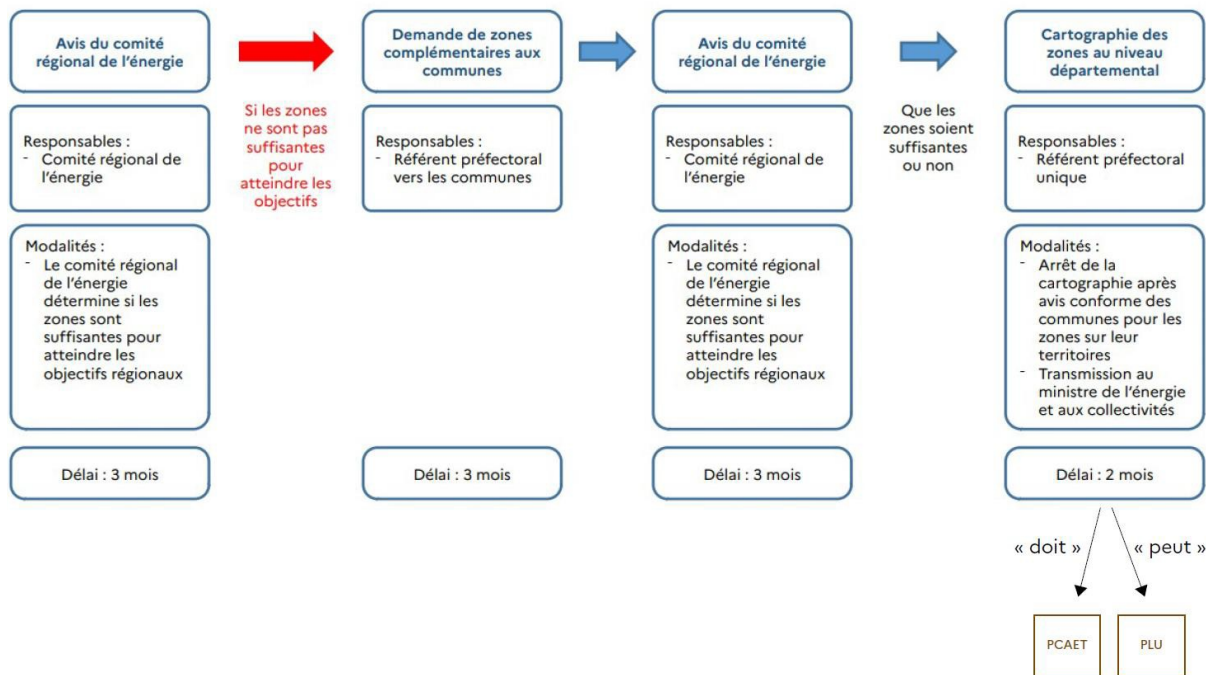 Avis du comité
régional de l'énergie
Si les zones
ne sont pas
suffisantes
pour
atteindre les
objectifs
Demande de zones
complémentaires aux
communes
Avis du comité
régional de l'énergie
Que les
zones soient
suffisantes
ou non
Cartographie des
zones au niveau
départemental
Responsables :
- Comité régional de
l'énergie
Responsables :
- Référent préfectoral
vers les communes
Responsables :
- Comité régional de
l'énergie
Responsables :
- Référent préfectoral
unique
Modalités :
- Le comité régional
de l'énergie
détermine si les
zones sont
suffisantes pour
atteindre les
objectifs régionaux
Modalités :
- Le comité régional
de l'énergie
détermine si les
zones sont
suffisantes pour
atteindre les
objectifs régionaux
Modalités :
- Arrêt de la
cartographie après
avis conforme des
communes pour les
zones sur leur
territoires
- Transmission au
ministre de l'énergie
et aux collectivités
Délai : 3 mois
Délai : 3 mois
Délai : 3 mois
Délai : 2 mois
« doit »
« peut »
PCAET
PLU